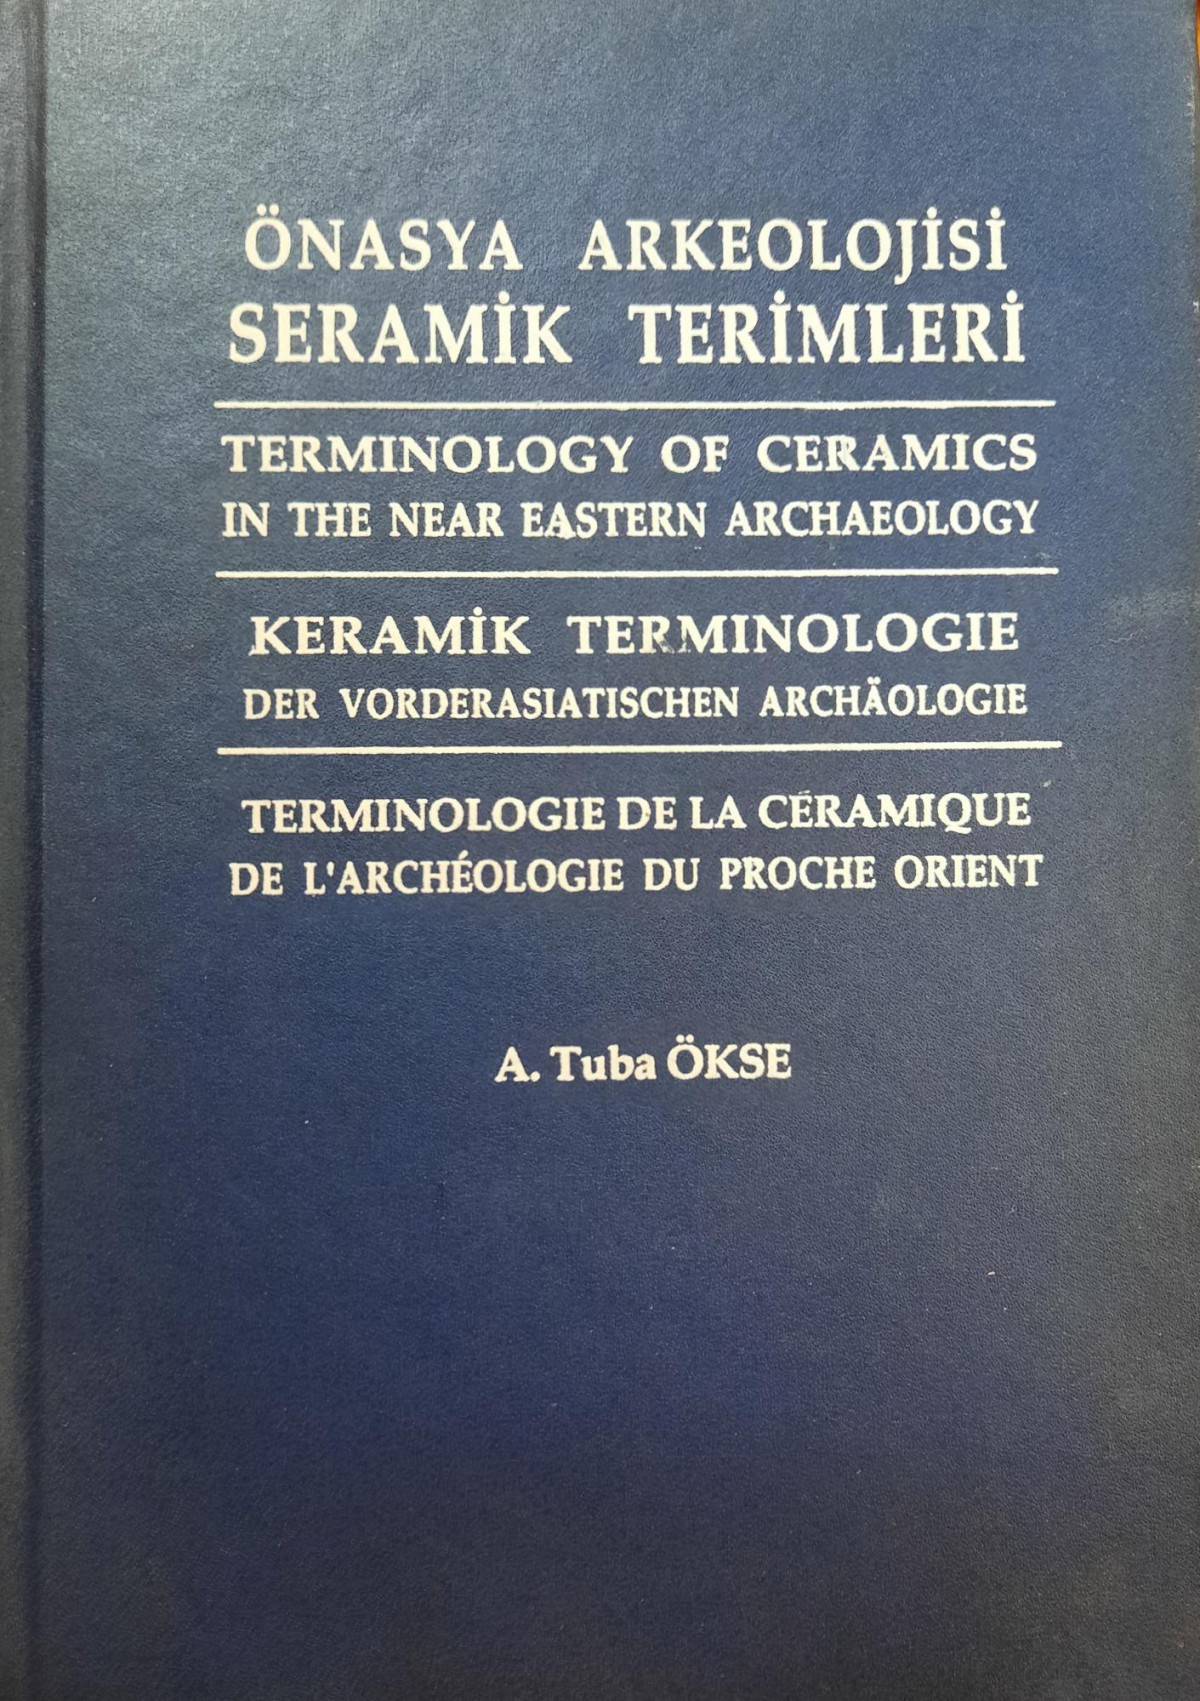 ÖNASYA ARKEOLOJİSİ
SERAMİK TERİMLERİ
TERMINOLOGY OF CERAMICS
IN THE NEAR EASTERN ARCHAEOLOGY
KERAMİK TERMINOLOGIE
DER VORDERASIATISCHEN ARCHÄOLOGIE
TERMINOLOGIE DE LA CÉRAMIQUE
DE L'ARCHÉOLOGIE DU PROCHE ORIENT
A. Tuba ÖKSE